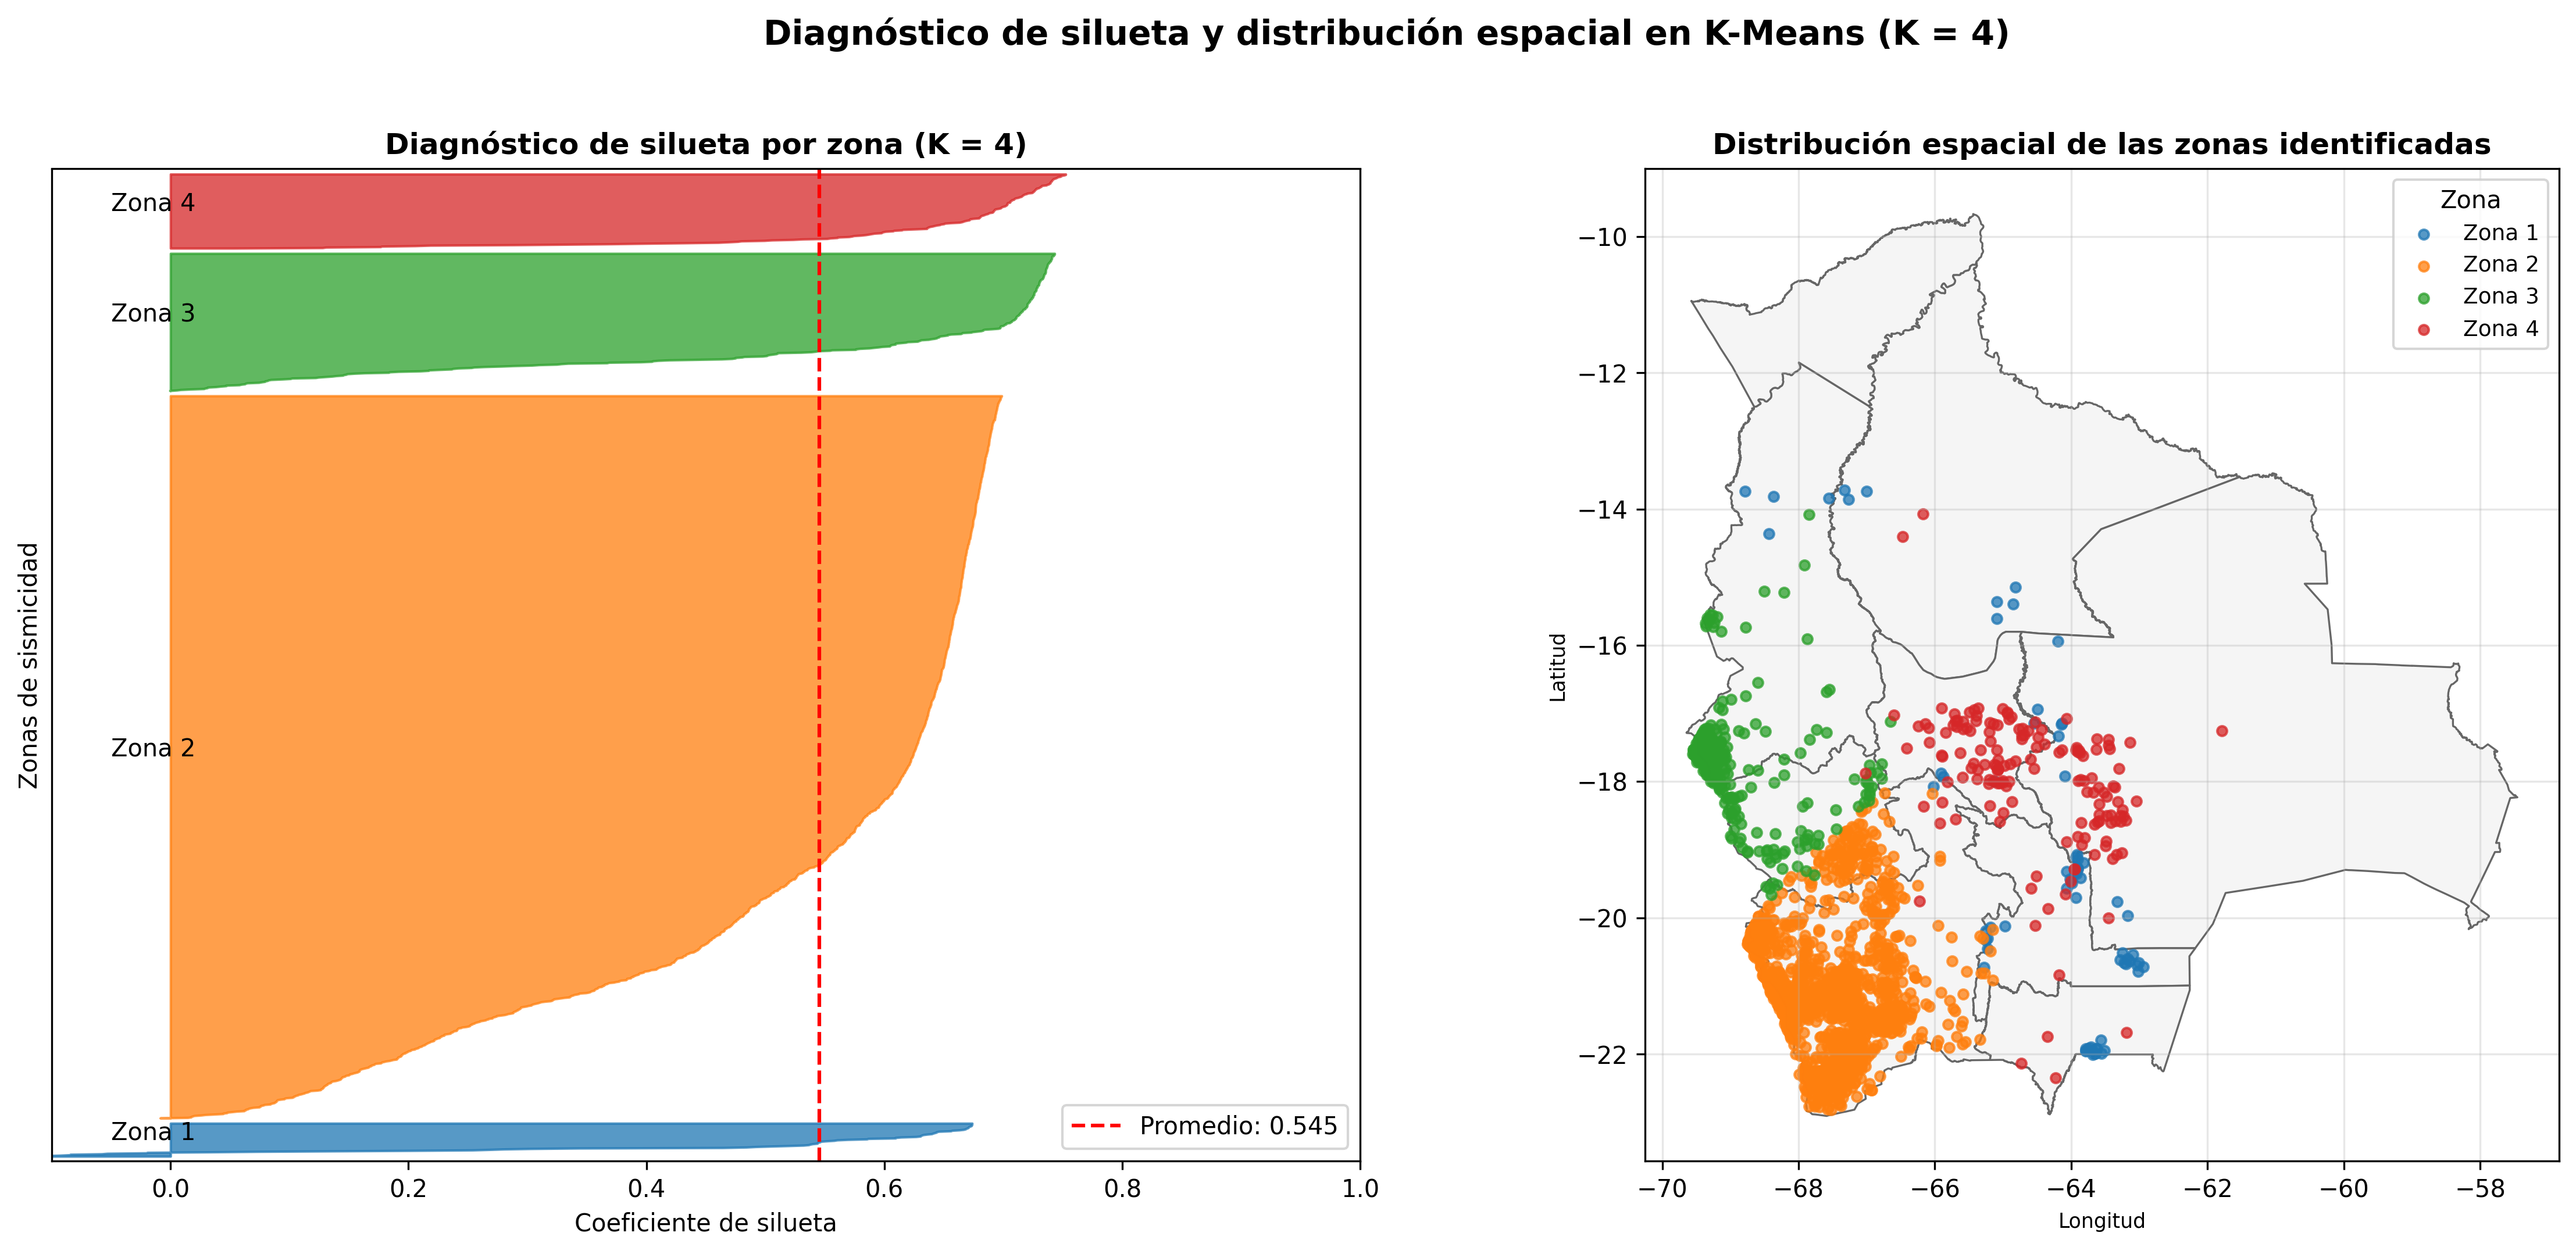 Diagnóstico de silueta y distribución espacial en K-Means (K = 4)
Diagnóstico de silueta por zona (K = 4)
Zonas de sismicidad
Zona 4
Zona 3
Zona 2
Zona 1
Promedio: 0.545
0.0 0.2 0.4 0.6 0.8 1.0
Coeficiente de silueta
Distribución espacial de las zonas identificadas
Zona
Zona 1
Zona 2
Zona 3
Zona 4
Latitud
−10
−12
−14
−16
−18
−20
−22
−70 −68 −66 −64 −62 −60 −58
Longitud